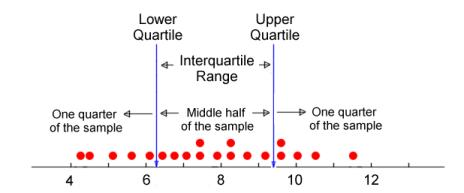 Lower
Quartile
Upper
Quartile
Interquartile
Range
One quarter
of the sample
Middle half
of the sample
One quarter
of the sample
4 6 8 10 12